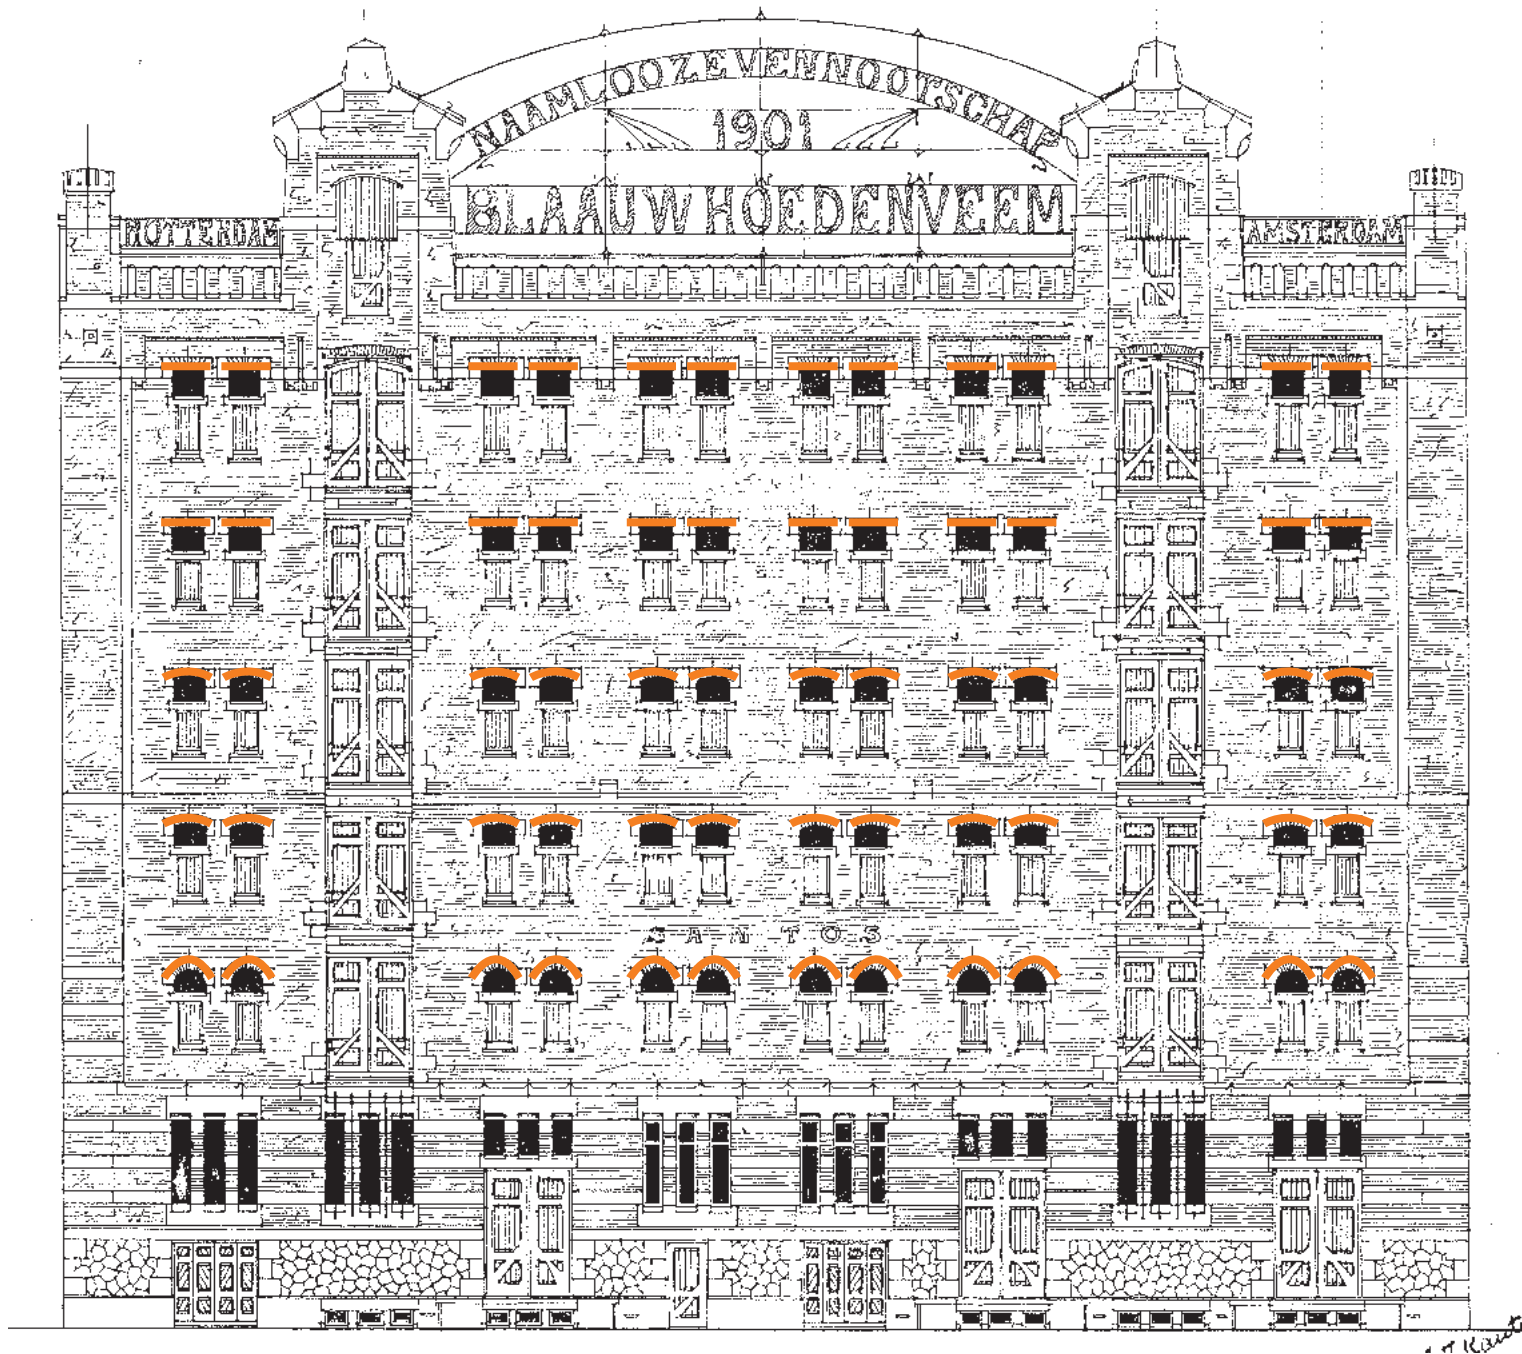 NAAMLOOZE VENNOOTSCHAP
1901
BLAAUWHOEDENVEEM
ROTTERDAM
AMSTERDAM
SANTOS